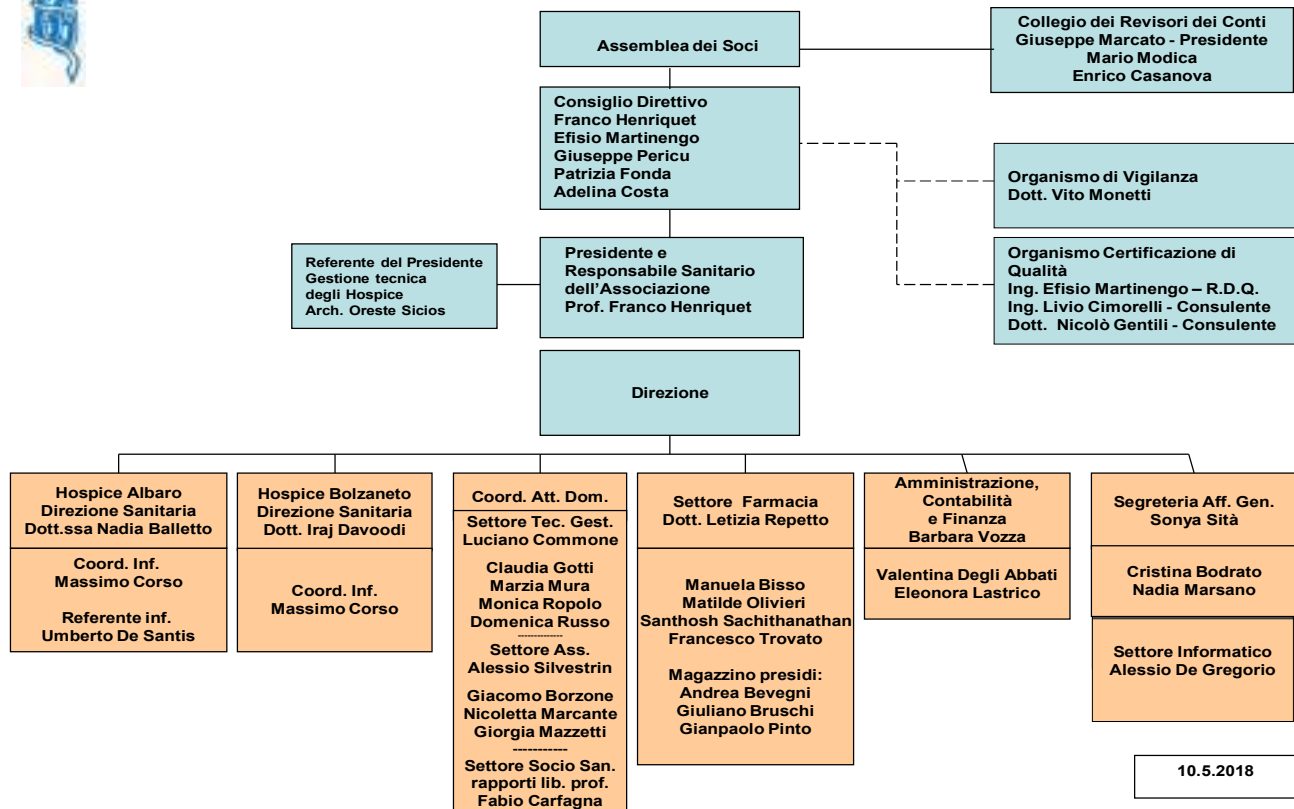 Assemblea dei Soci
Collegio dei Revisori dei Conti
Giuseppe Marcato - Presidente
Mario Modica
Enrico Casanova
Consiglio Direttivo
Franco Henriquet
Efisio Martinengo
Giuseppe Pericu
Patrizia Fonda
Adelina Costa
Organismo di Vigilanza
Dott. Vito Monetti
Referente del Presidente
Gestione tecnica
degli Hospice
Arch. Oreste Sicios
Presidente e
Responsabile Sanitario
dell'Associazione
Prof. Franco Henriquet
Organismo Certificazione di
Qualità
Ing. Efisio Martinengo – R.D.Q.
Ing. Livio Cimorelli - Consulente
Dott. Nicolò Gentili - Consulente
Direzione
Hospice Albaro
Direzione Sanitaria
Dott.ssa Nadia Balletto
Coord. Inf.
Massimo Corso
Referente inf.
Umberto De Santis
Hospice Bolzaneto
Direzione Sanitaria
Dott. Iraj Davoodi
Coord. Inf.
Massimo Corso
Coord. Att. Dom.
Settore Tec. Gest.
Luciano Commone
Claudia Gotti
Marzia Mura
Monica Ropolo
Domenica Russo
--------------
Settore Ass.
Alessio Silvestrin
Giacomo Borzone
Nicoletta Marcante
Giorgia Mazzetti
-----------
Settore Socio San.
rapporti lib. prof.
Fabio Carfagna
Settore Farmacia
Dott. Letizia Repetto
Manuela Bisso
Matilde Olivieri
Santhosh Sachithanathan
Francesco Trovato
Magazzino presidi:
Andrea Bevegni
Giuliano Bruschi
Gianpaolo Pinto
Amministrazione,
Contabilità
e Finanza
Barbara Vozza
Valentina Degli Abbati
Eleonora Lastrico
Segreteria Aff. Gen.
Sonya Sità
Cristina Bodrato
Nadia Marsano
Settore Informatico
Alessio De Gregorio
10.5.2018